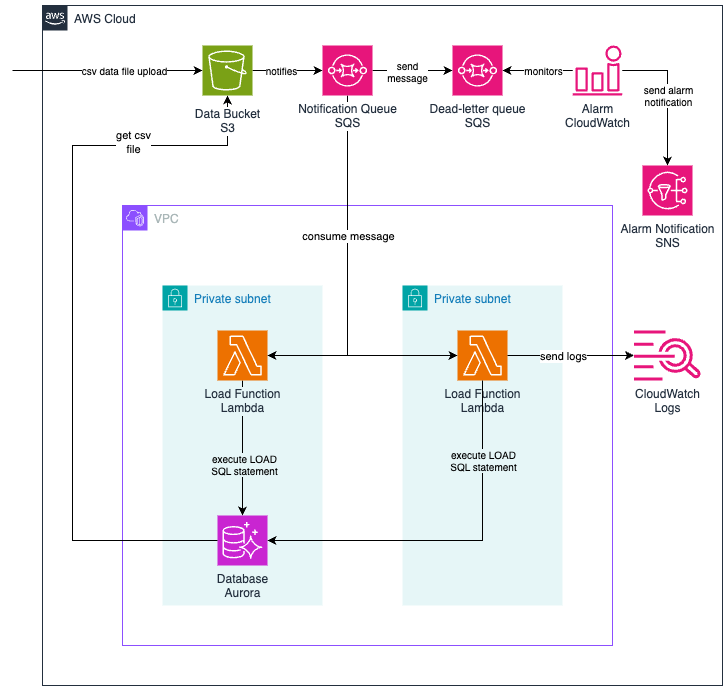 aws
AWS Cloud
csv data file upload
notifies
send
message
monitors
send alarm
notification
Data Bucket
S3
Notification Queue
SQS
Dead-letter queue
SQS
Alarm
CloudWatch
get csv
file
Alarm Notification
SNS
VPC
consume message
Private subnet
Private subnet
send logs
Load Function
Lambda
Load Function
Lambda
CloudWatch
Logs
execute LOAD
SQL statement
execute LOAD
SQL statement
Database
Aurora